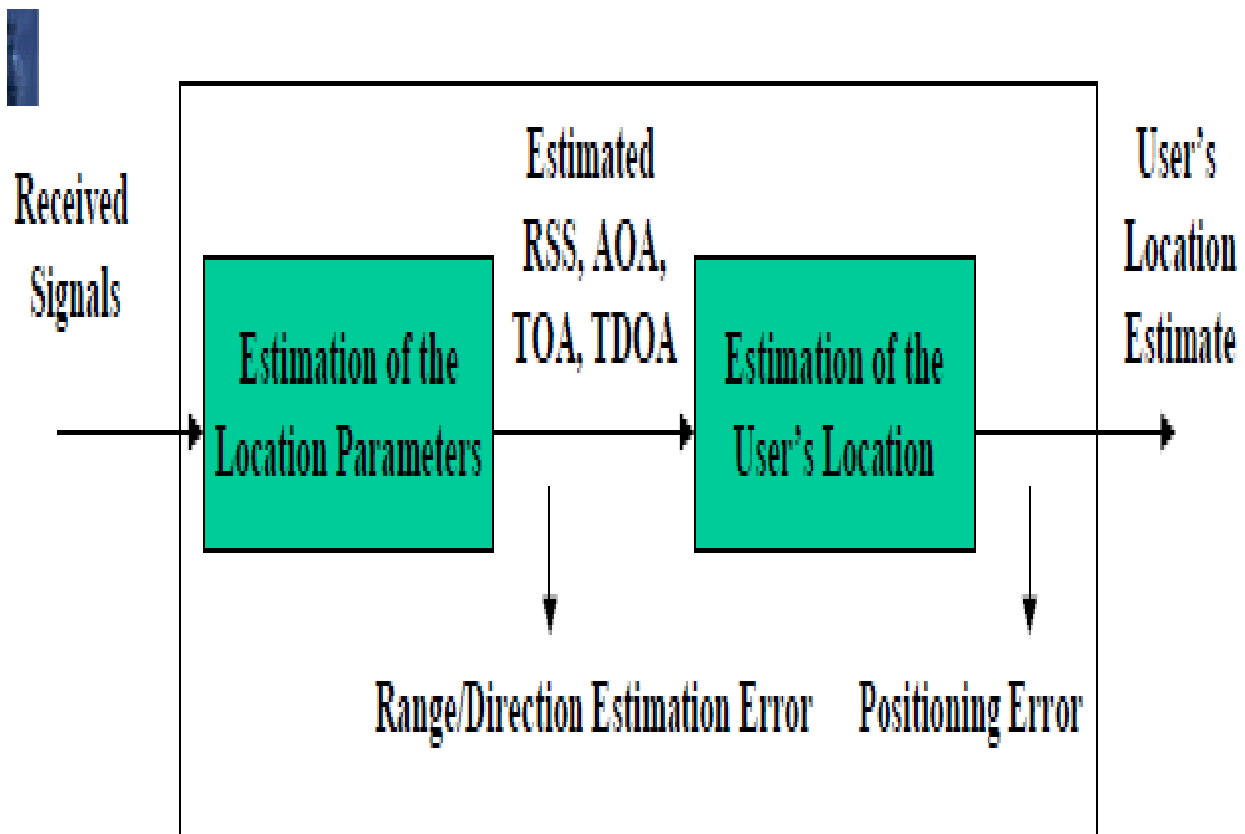 Received
Signals
Estimation of the
Location Parameters
Estimated
RSS, AOA,
TOA, TDOA
Estimation of the
User’s Location
User’s
Location
Estimate
Range/Direction Estimation Error
Positioning Error